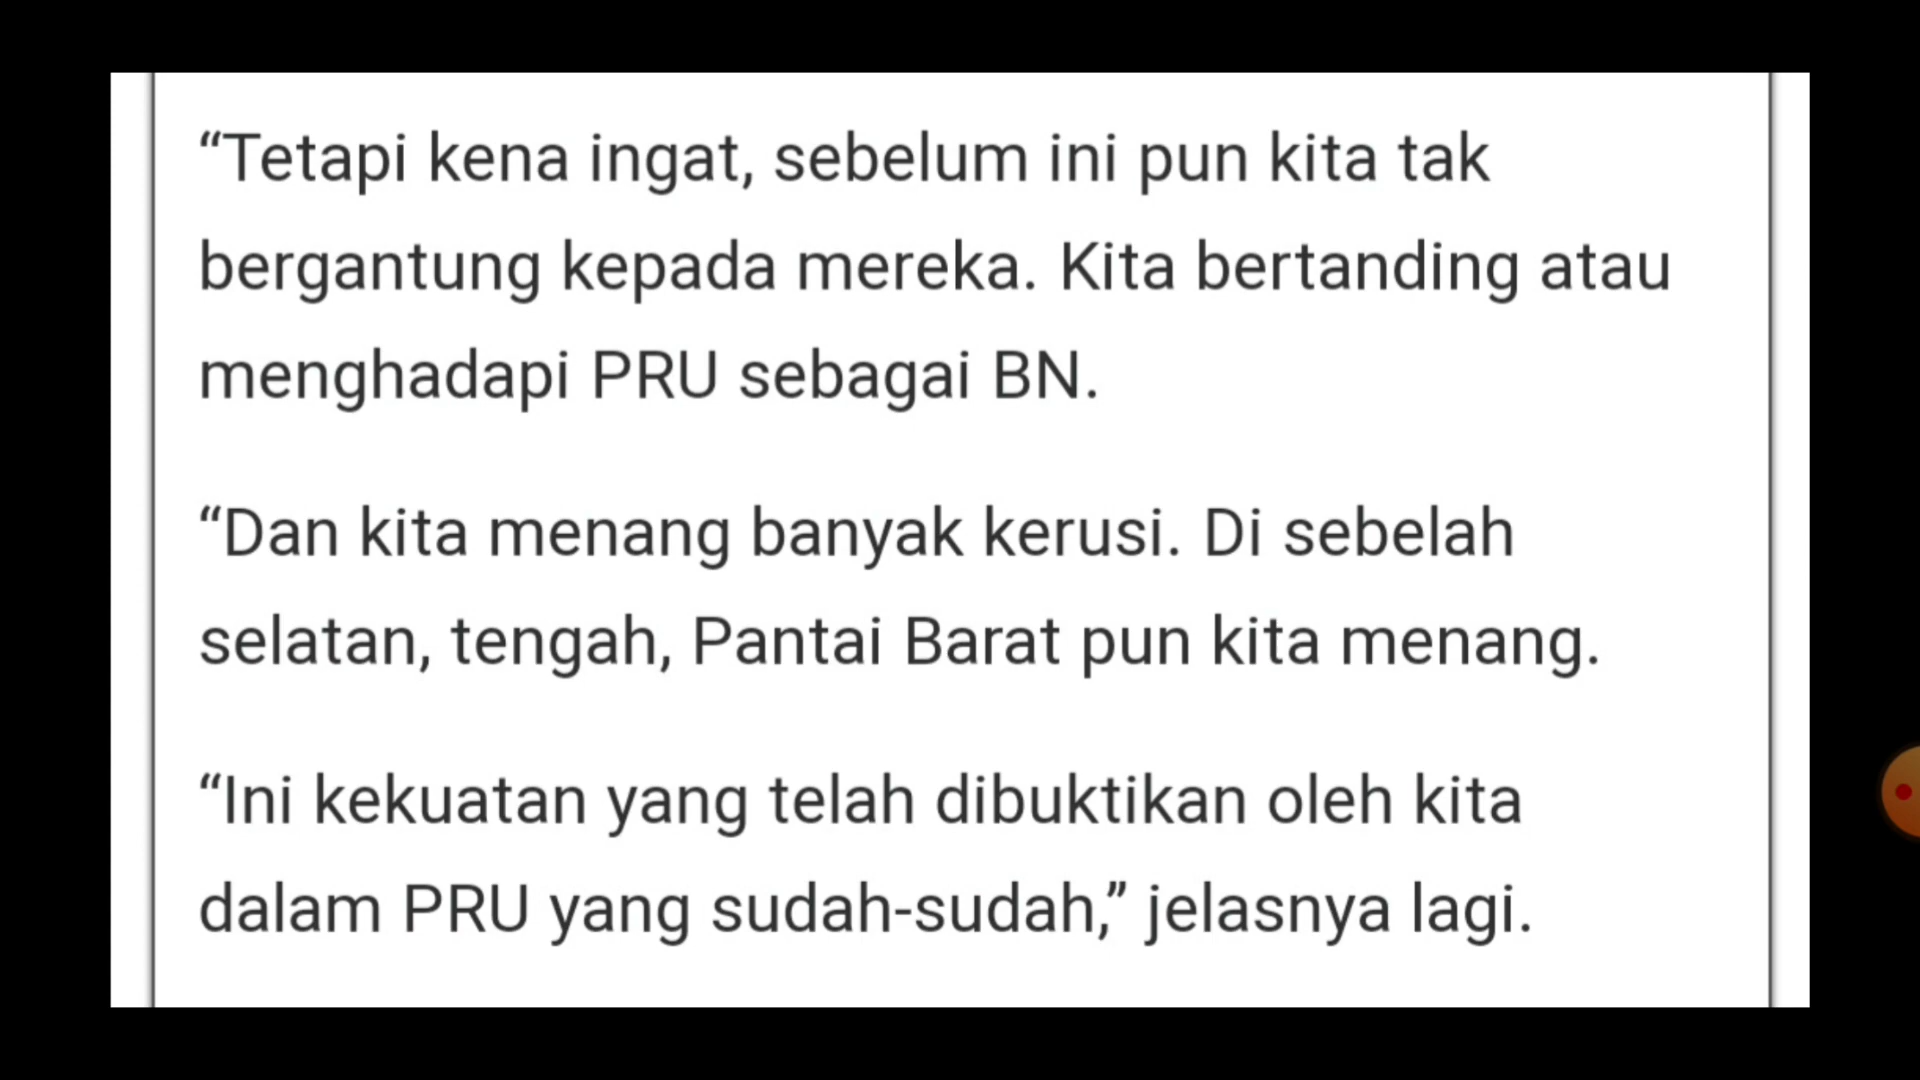 “Tetapi kena ingat, sebelum ini pun kita tak
bergantung kepada mereka. Kita bertanding atau
menghadapi PRU sebagai BN.
“Dan kita menang banyak kerusi. Di sebelah
selatan, tengah, Pantai Barat pun kita menang.
“Ini kekuatan yang telah dibuktikan oleh kita
dalam PRU yang sudah-sudah,” jelasnya lagi.